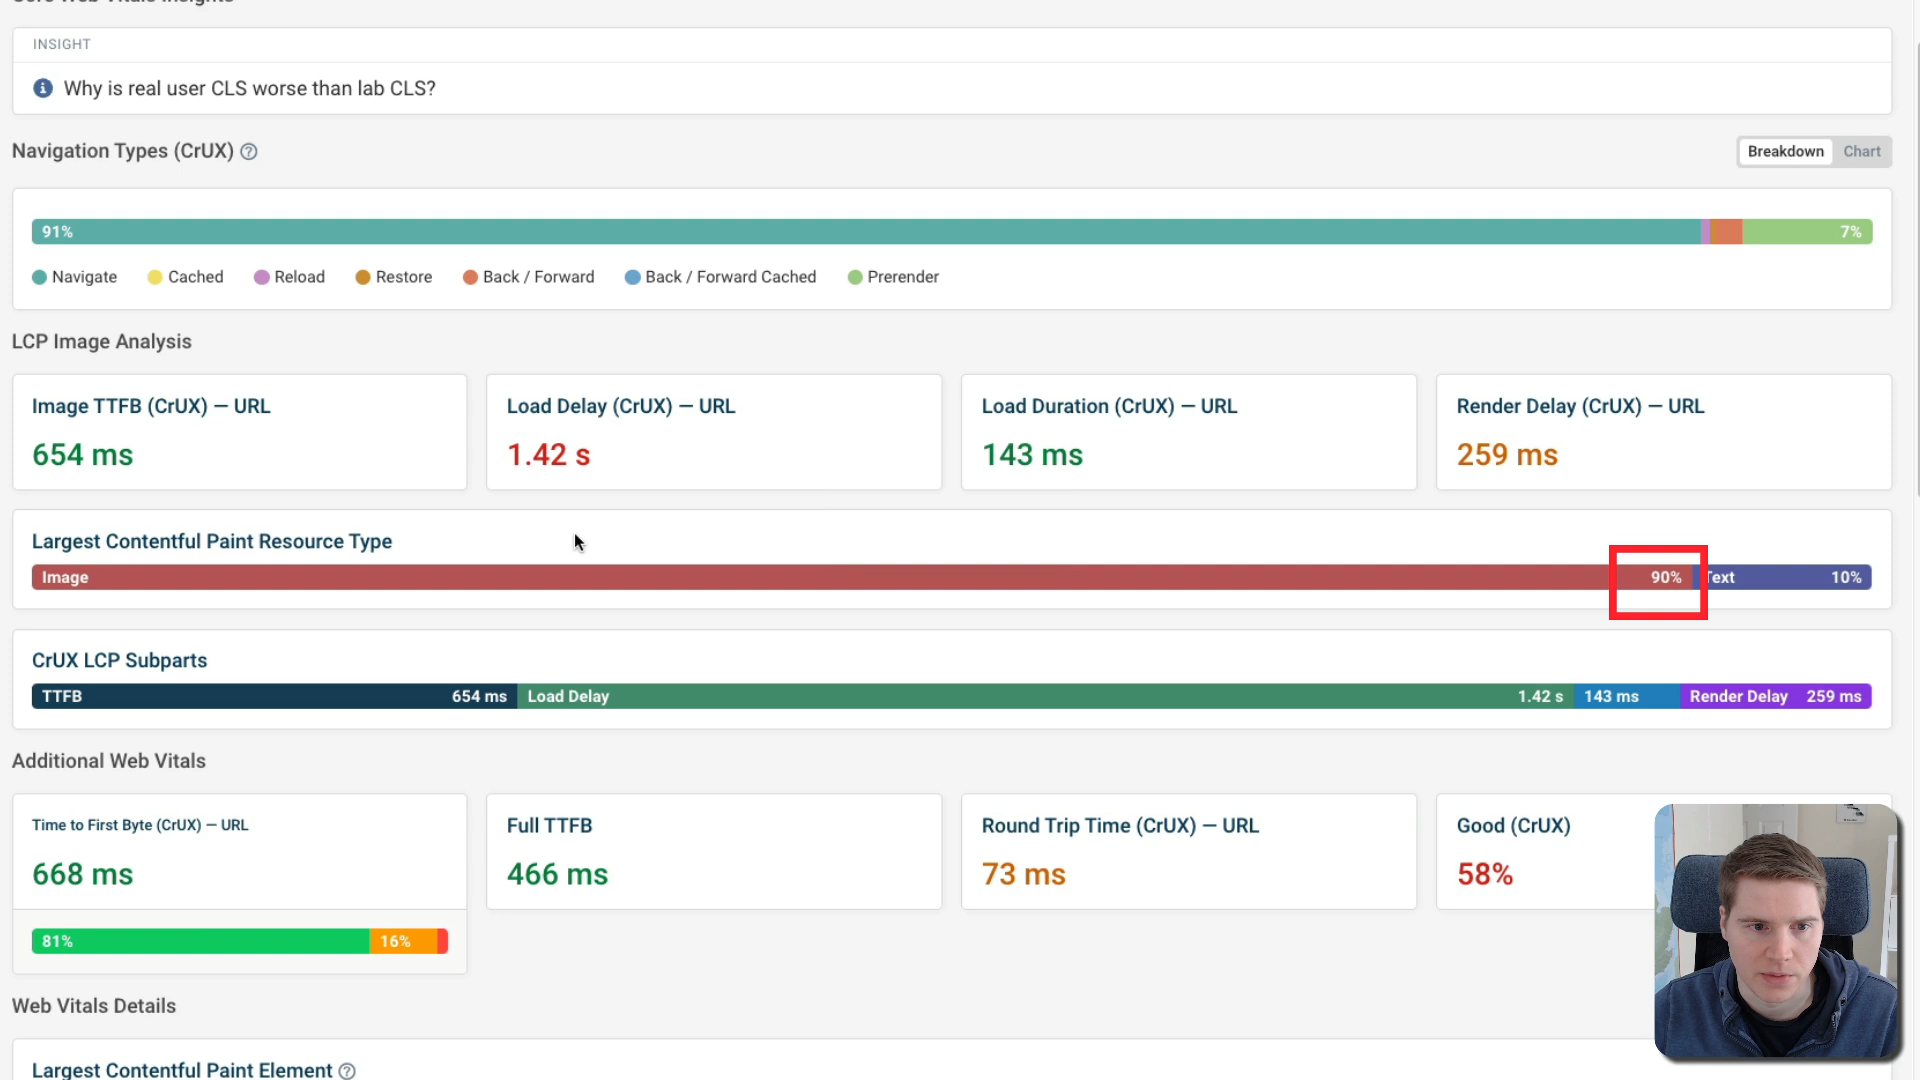 Core Web Vitals Insights
INSIGHT
Why is real user CLS worse than lab CLS?
Navigation Types (CrUX)
Breakdown Chart
91% 7%
Navigate Cached Reload Restore Back / Forward Back / Forward Cached Prerender
LCP Image Analysis
Image TTFB (CrUX) — URL
654 ms
Load Delay (CrUX) — URL
1.42 s
Load Duration (CrUX) — URL
143 ms
Render Delay (CrUX) — URL
259 ms
Largest Contentful Paint Resource Type
Image 90% Text 10%
CrUX LCP Subparts
TTFB 654 ms Load Delay 1.42 s 143 ms Render Delay 259 ms
Additional Web Vitals
Time to First Byte (CrUX) — URL
668 ms
81% 16%
Full TTFB
466 ms
Round Trip Time (CrUX) — URL
73 ms
Good (CrUX)
58%
Web Vitals Details
Largest Contentful Paint Element